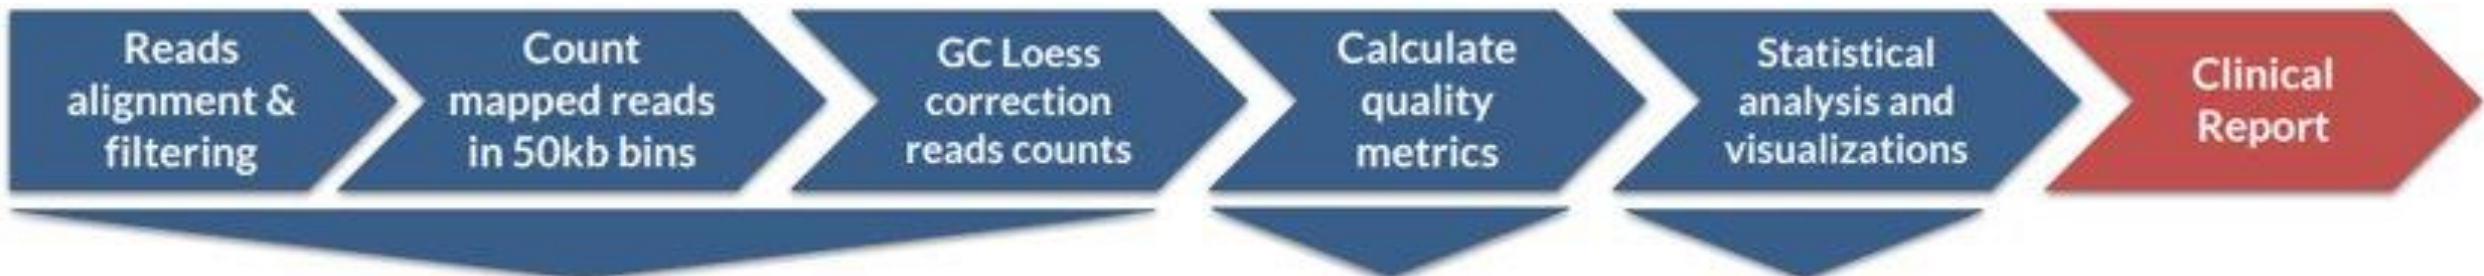 Reads
alignment &
filtering
Count
mapped reads
in 50kb bins
GC Loess
correction
reads counts
Calculate
quality
metrics
Statistical
analysis and
visualizations
Clinical
Report